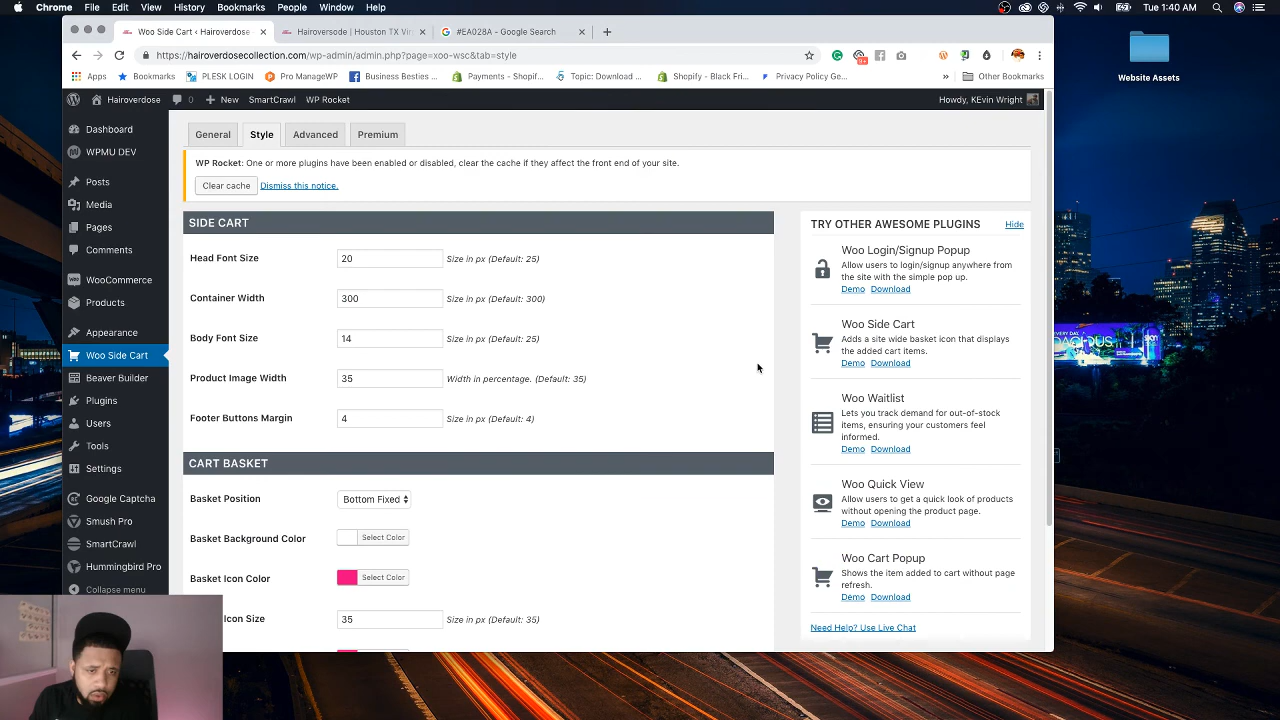 Chrome File Edit View History Bookmarks People Window Help
Tu 1:40 AM
Woo Side Cart ‹ Hairoverdose
Hairoversode | Houston TX Vir
#EA028A - Google Search
https://hairoverdosecollection.com/wp-admin/admin.php?page=xoo-wsc&tab=style
Apps Bookmarks PLESK LOGIN Pro ManageWP Business Besties ... Payments - Shopif... Topic: Download ... Shopify - Black Fri... Privacy Policy Ge... » Other Bookmarks
Website Assets
Hairoverdose 0 New SmartCrawl WP Rocket Howdy, KEvin Wright
Dashboard
WPMU DEV
Posts
Media
Pages
Comments
WooCommerce
Products
Appearance
Woo Side Cart
Beaver Builder
Plugins
Users
Tools
Settings
Google Captcha
Smush Pro
SmartCrawl
Hummingbird Pro
Collapse menu
General Style Advanced Premium
WP Rocket: One or more plugins have been enabled or disabled, clear the cache if they affect the front end of your site.
Clear cache Dismiss this notice.
SIDE CART
Head Font Size 20 Size in px (Default: 25)
Container Width 300 Size in px (Default: 300)
Body Font Size 14 Size in px (Default: 25)
Product Image Width 35 Width in percentage. (Default: 35)
Footer Buttons Margin 4 Size in px (Default: 4)
CART BASKET
Basket Position Bottom Fixed
Basket Background Color Select Color
Basket Icon Color Select Color
Icon Size 35 Size in px (Default: 35)
TRY OTHER AWESOME PLUGINS Hide
Woo Login/Signup Popup
Allow users to login/signup anywhere from
the site with the simple pop up.
Demo Download
Woo Side Cart
Adds a site wide basket icon that displays
the added cart items.
Demo Download
Woo Waitlist
Lets you track demand for out-of-stock
items, ensuring your customers feel
informed.
Demo Download
Woo Quick View
Allow users to get a quick look of products
without opening the product page.
Demo Download
Woo Cart Popup
Shows the item added to cart without page
refresh.
Demo Download
Need Help? Use Live Chat